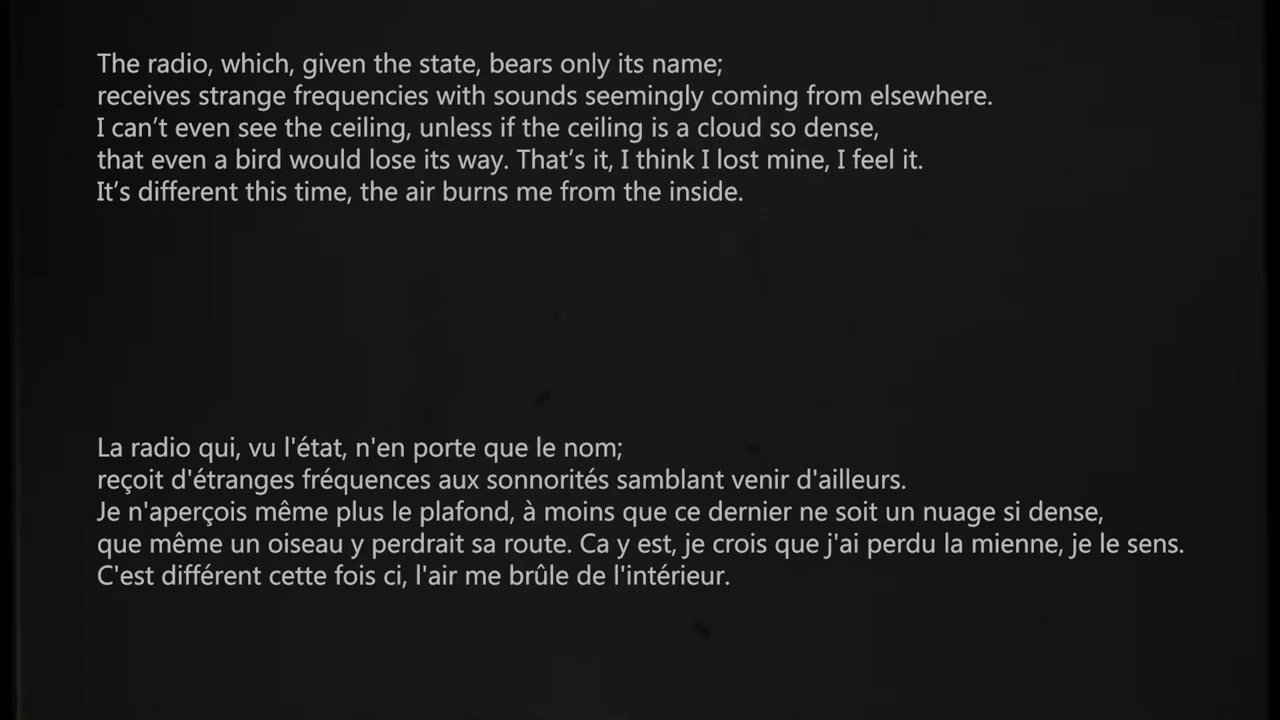 The radio, which, given the state, bears only its name;
receives strange frequencies with sounds seemingly coming from elsewhere.
I can’t even see the ceiling, unless if the ceiling is a cloud so dense,
that even a bird would lose its way. That’s it, I think I lost mine, I feel it.
It’s different this time, the air burns me from the inside.
La radio qui, vu l'état, n'en porte que le nom;
reçoit d'étranges fréquences aux sonnorités samblant venir d'ailleurs.
Je n'aperçois même plus le plafond, à moins que ce dernier ne soit un nuage si dense,
que même un oiseau y perdrait sa route. Ca y est, je crois que j'ai perdu la mienne, je le sens.
C'est différent cette fois ci, l'air me brûle de l'intérieur.